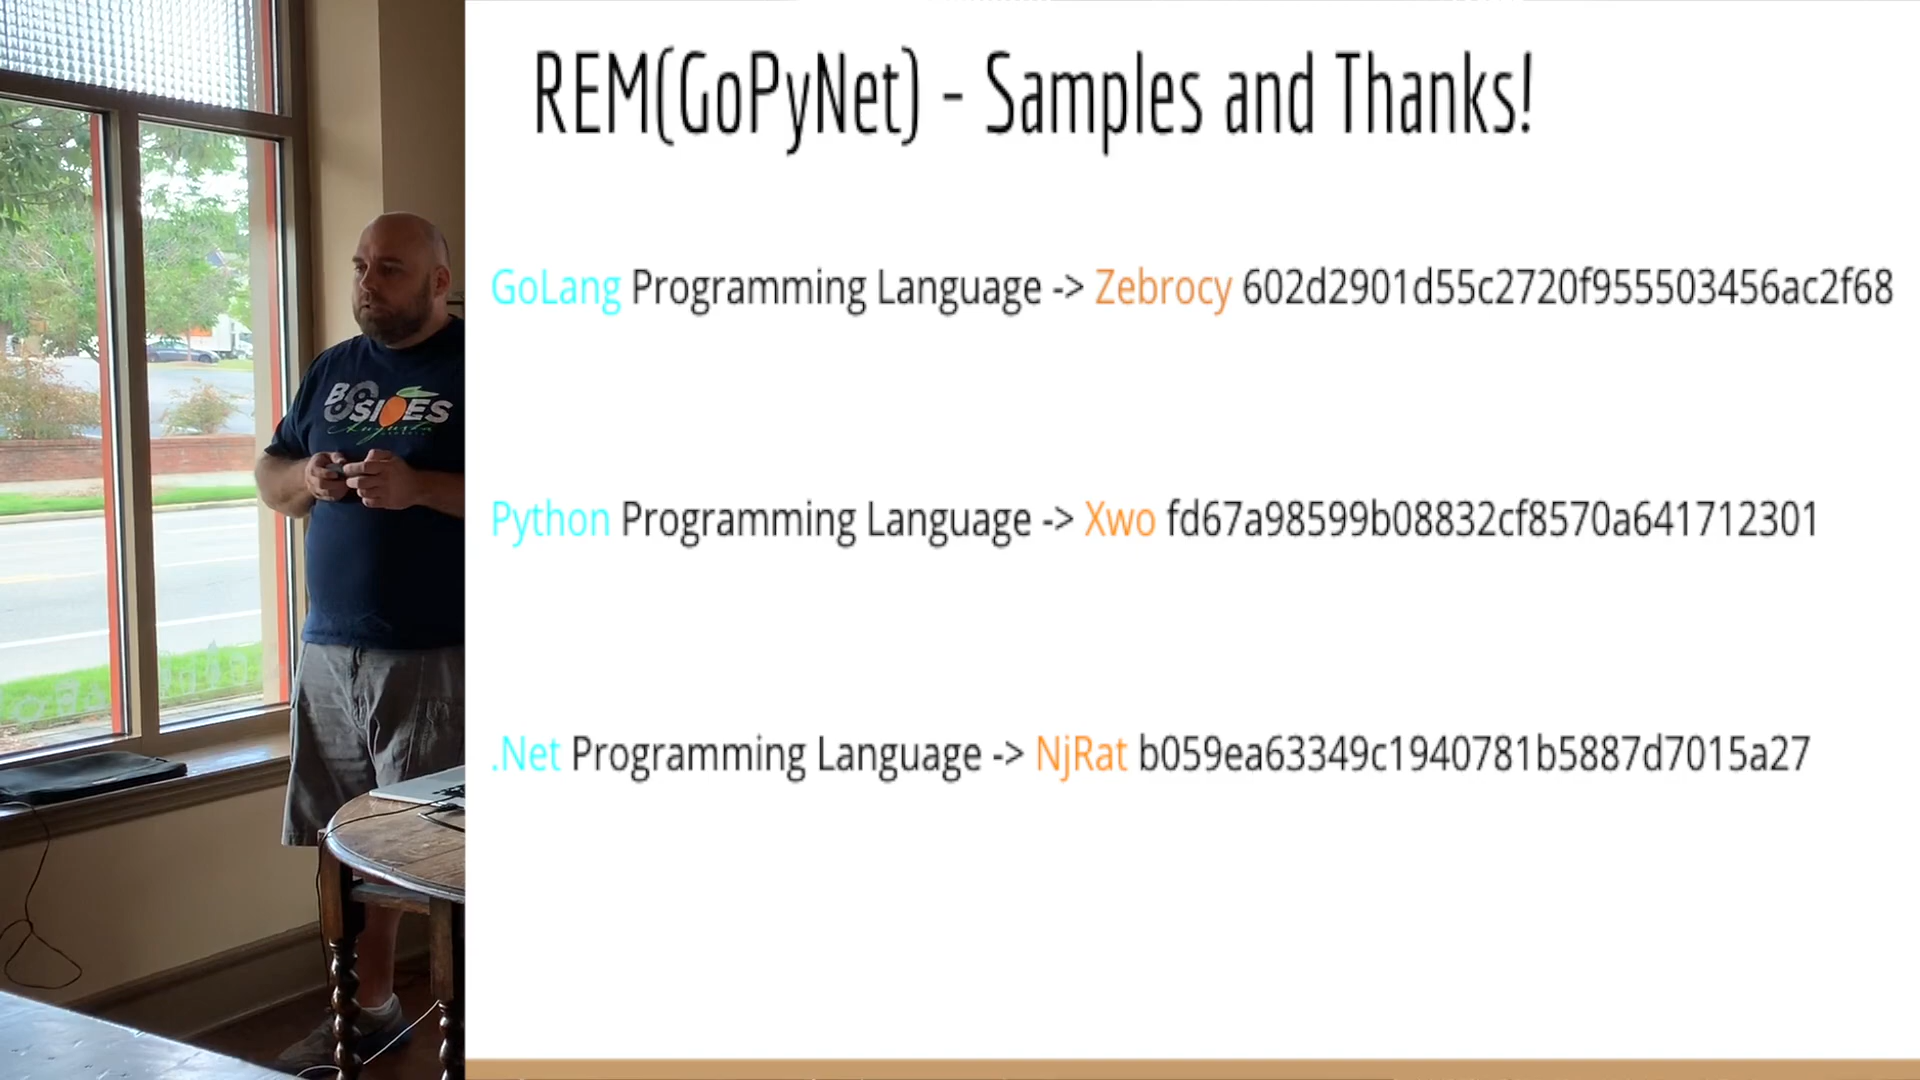 REM(GoPyNet) - Samples and Thanks!
GoLang Programming Language -> Zebrocy 602d2901d55c2720f955503456ac2f68
Python Programming Language -> Xwo fd67a98599b08832cf8570a641712301
.Net Programming Language -> NjRat b059ea63349c1940781b5887d7015a27
BSIDES
Augusta